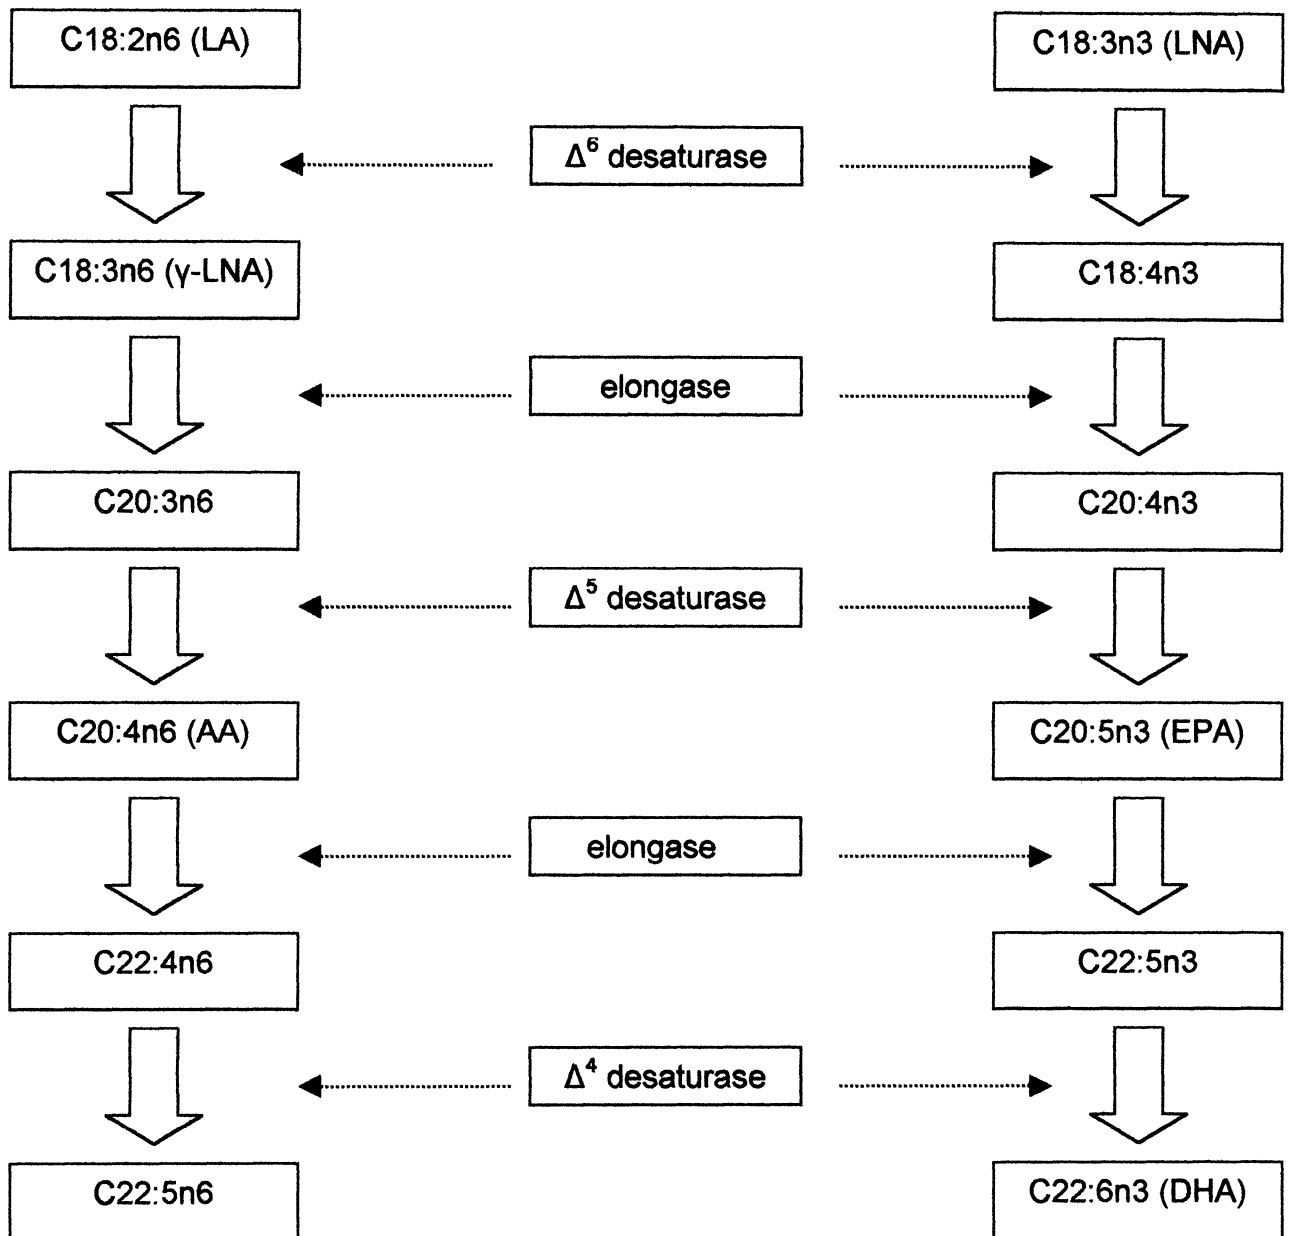 C18:2n6 (LA)
C18:3n3 (LNA)
Δ⁶ desaturase
C18:3n6 (γ-LNA)
C18:4n3
elongase
C20:3n6
C20:4n3
Δ⁵ desaturase
C20:4n6 (AA)
C20:5n3 (EPA)
elongase
C22:4n6
C22:5n3
Δ⁴ desaturase
C22:5n6
C22:6n3 (DHA)